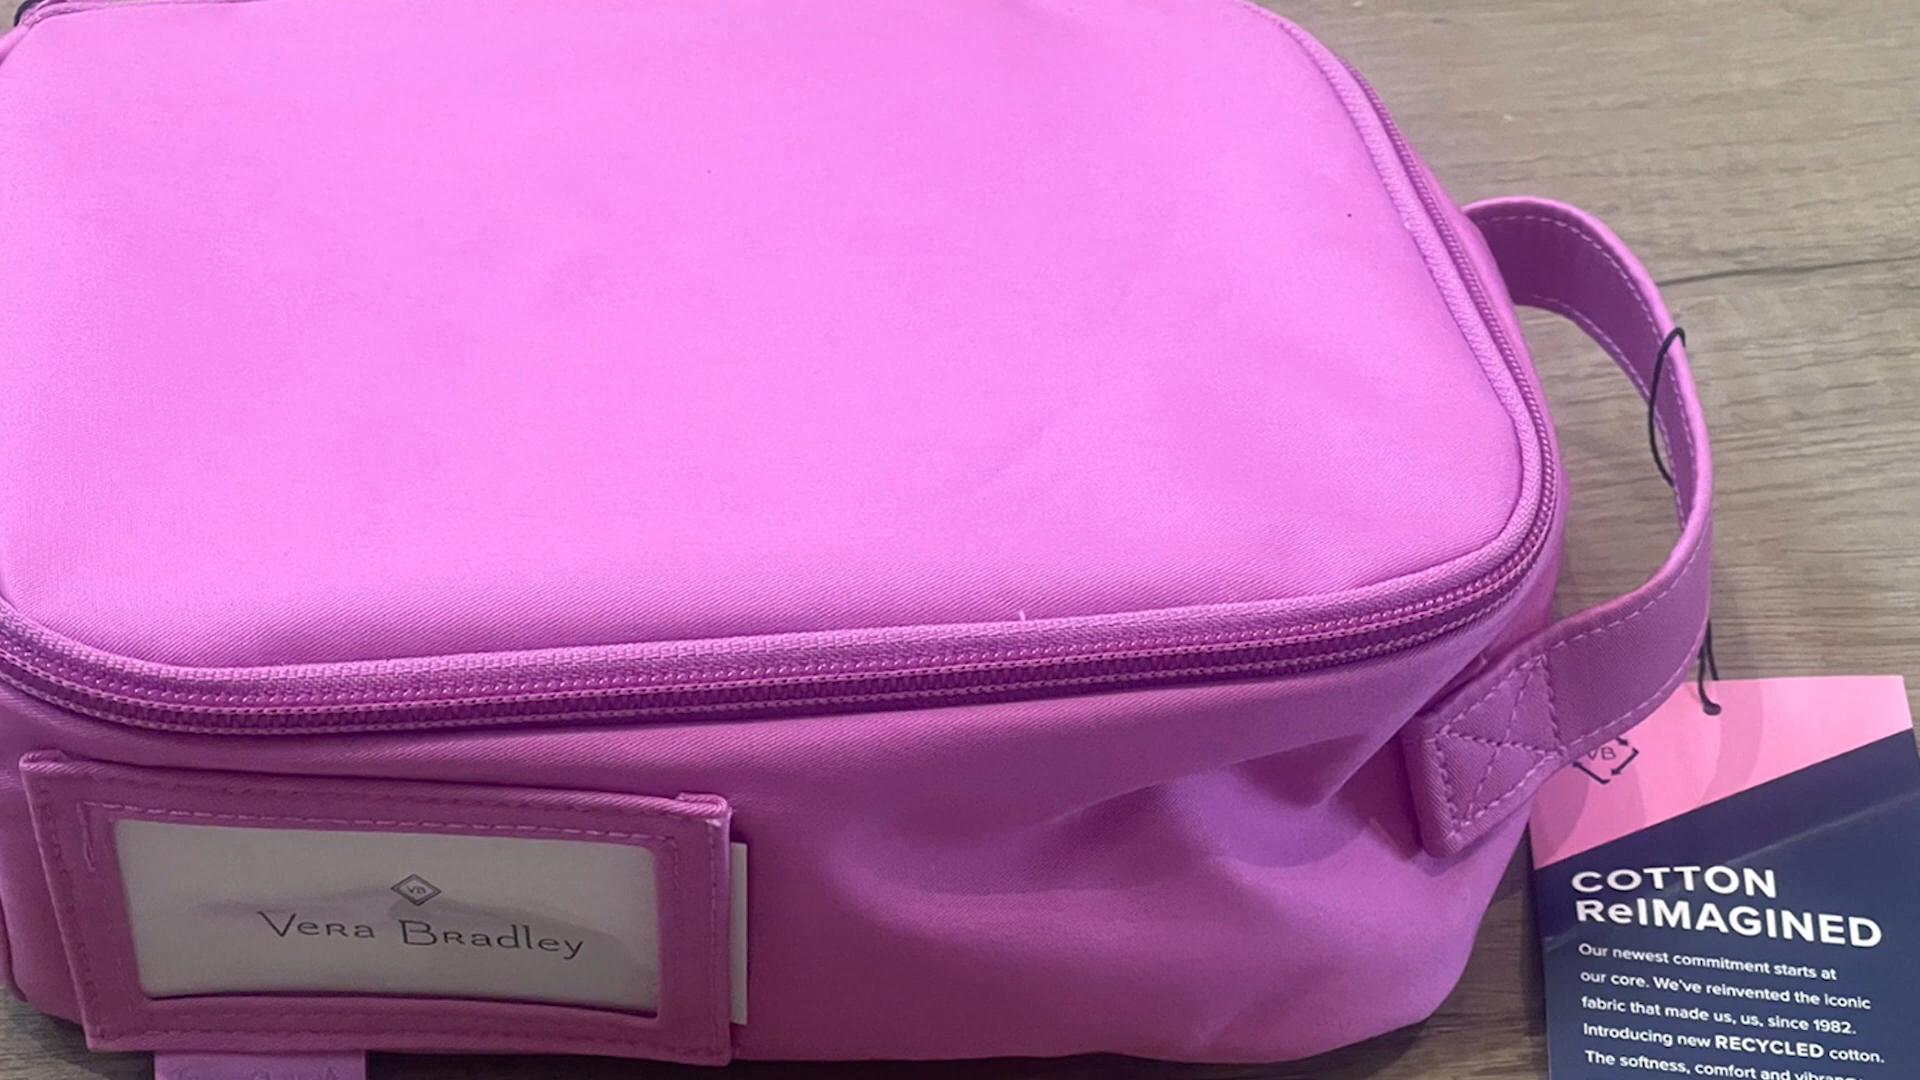 VB
Vera Bradley
VB
COTTON
ReIMAGINED
Our newest commitment starts at
our core. We've reinvented the iconic
fabric that made us, us, since 1982.
Introducing new RECYCLED cotton.
The softness, comfort and